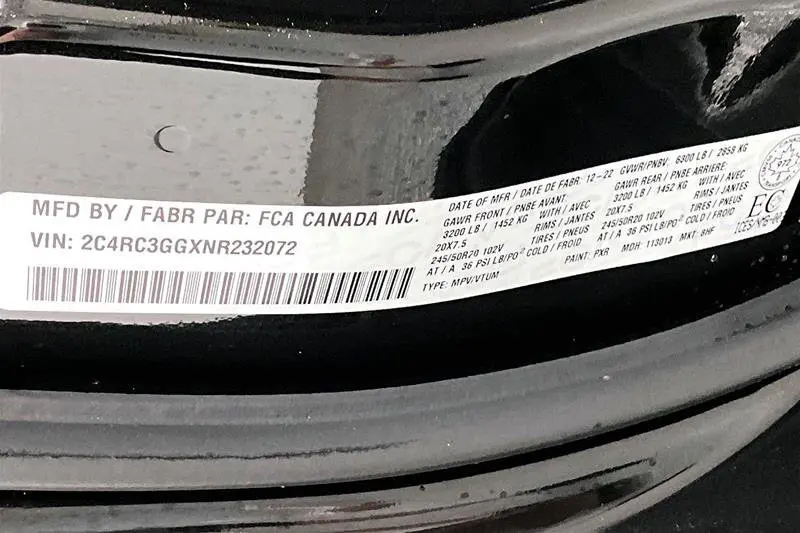 MFD BY / FABR PAR: FCA CANADA INC.
VIN: 2C4RC3GGXNR232072
DATE OF MFR / DATE DE FABR: 12-22 GVWR/PNBV: 6300 LB / 2858 KG
GAWR FRONT / PNBE AVANT GAWR REAR / PNBE ARRIERE:
3200 LB / 1452 KG WITH / AVEC 3200 LB / 1452 KG WITH / AVEC
20X7.5 RIMS / JANTES 20X7.5 RIMS / JANTES
245/50R20 102V TIRES / PNEUS 245/50R20 102V TIRES / PNEUS
AT / A 36 PSI LB/PO² COLD / FROID AT / A 36 PSI LB/PO² COLD / FROID
TYPE: MPV/VTUM PAINT: PXR MDH: 113013 MKT: 8HF
EC
972